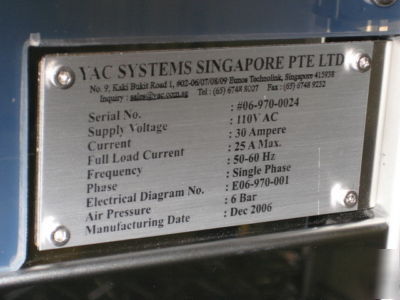 YAC SYSTEMS SINGAPORE PTE LTD
No. 9, Kaki Bukit Road 1, #02-06/07/08/09 Eunos Technolink, Singapore 415938
Inquiry : sales@yac.com.sg Tel : (65) 6748 8007 Fax : (65) 6748 9252
Serial No. : #06-970-0024
Supply Voltage : 110V AC
Current : 30 Ampere
Full Load Current : 25 A Max.
Frequency : 50-60 Hz
Phase : Single Phase
Electrical Diagram No. : E06-970-001
Air Pressure : 6 Bar
Manufacturing Date : Dec 2006